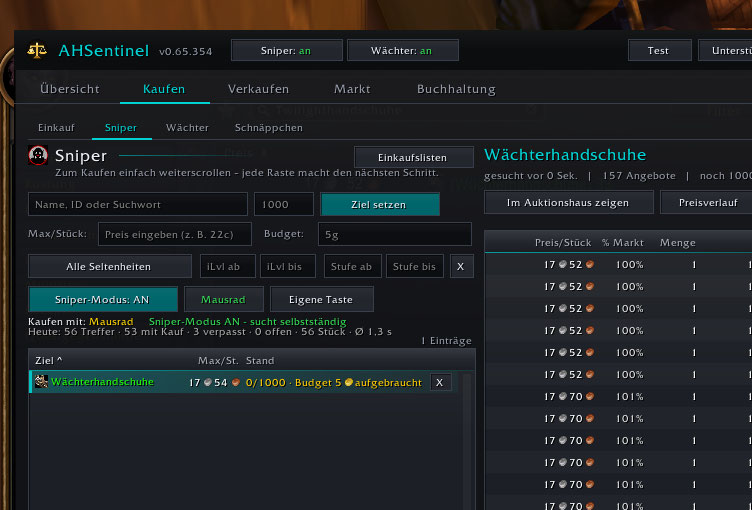 AHSentinel v0.65.354 Sniper: an Wächter: an Test
Übersicht Kaufen Verkaufen Markt Buchhaltung
Einkauf Sniper Wächter Schnäppchen
Sniper Einkaufslisten
Zum Kaufen einfach weiterscrollen – jede Raste macht den nächsten Schritt.
Name, ID oder Suchwort 1000 Ziel setzen
Max/Stück: Preis eingeben (z. B. 22c) Budget: 5g
Alle Seltenheiten iLvl ab iLvl bis Stufe ab Stufe bis X
Sniper-Modus: AN Mausrad Eigene Taste
Kaufen mit: Mausrad Sniper-Modus AN - sucht selbstständig
Heute: 56 Treffer · 53 mit Kauf · 3 verpasst · 0 offen · 56 Stück · Ø 1,3 s
1 Einträge
Ziel ^ Max/St. Stand
Wächterhandschuhe 17 54 0/1000 · Budget 5 aufgebraucht X
Wächterhandschuhe
gesucht vor 0 Sek. | 157 Angebote | noch 1000
Im Auktionshaus zeigen Preisverlauf
Preis/Stück % Markt Menge
17 52 100% 1
17 52 100% 1
17 52 100% 1
17 52 100% 1
17 52 100% 1
17 52 100% 1
17 70 101% 1
17 70 101% 1
17 70 101% 1
17 70 101% 1
17 70 101% 1
17 70 101% 1